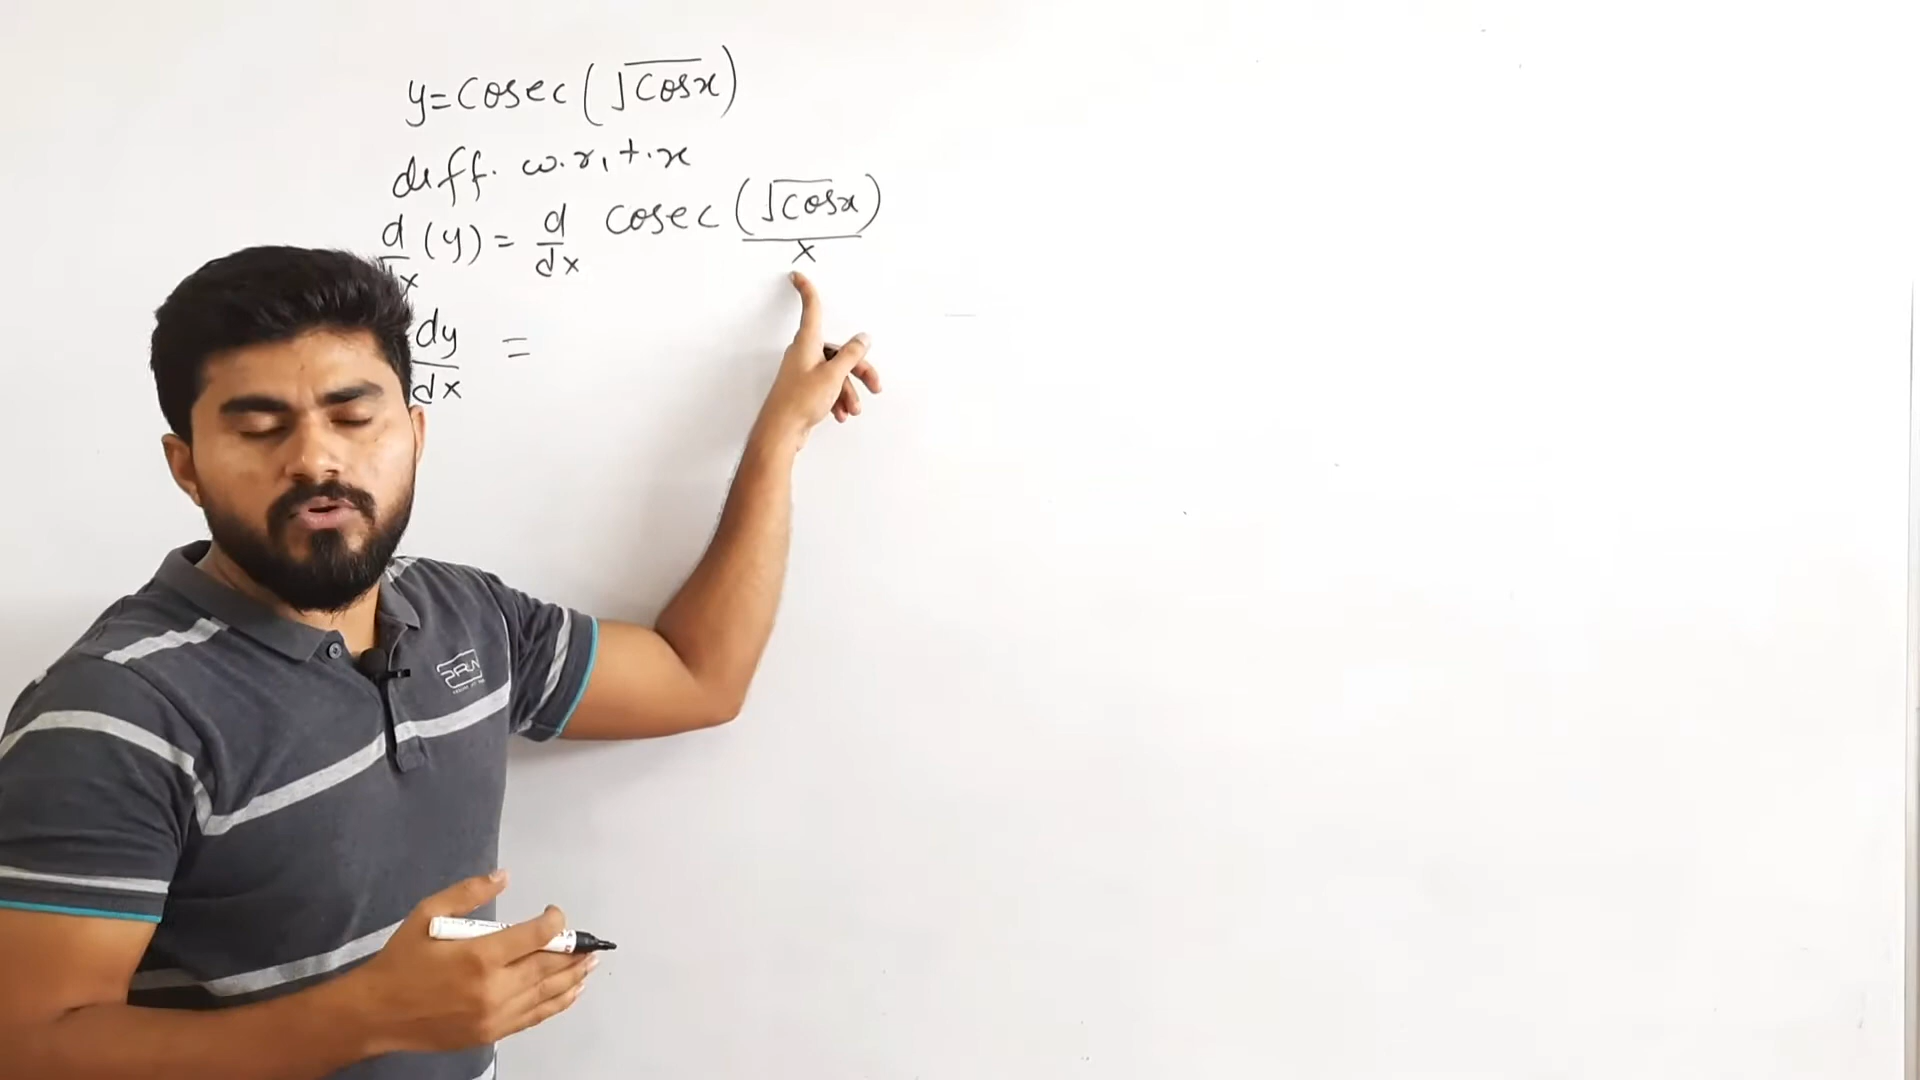 y=cosec(√cosx)
diff. w.r.t.x
d/dx (y) = d/dx cosec (√cosx)
x
dy/dx =